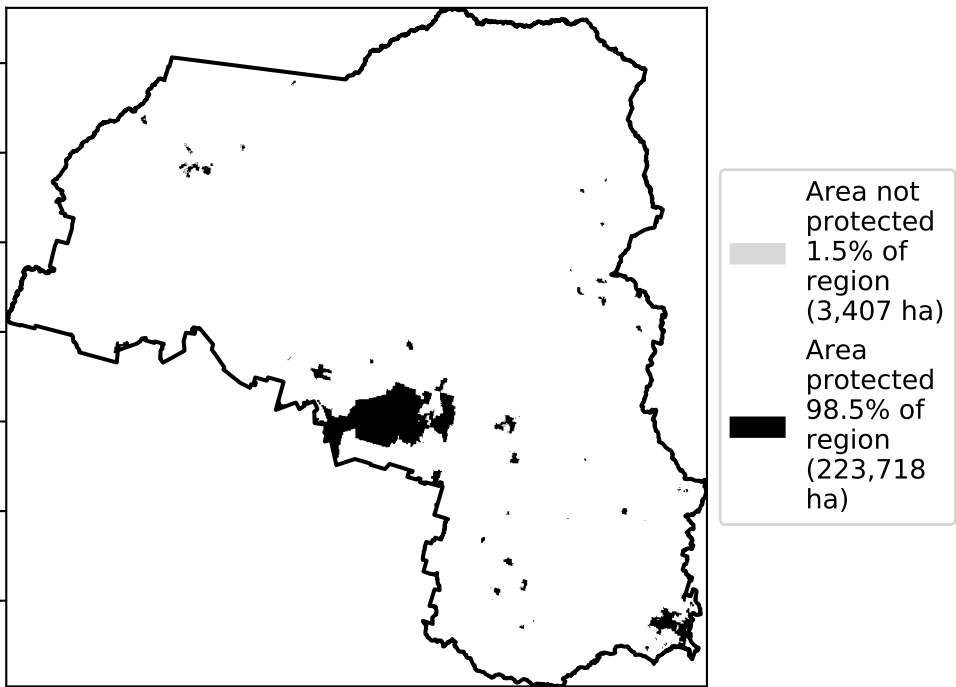 Area not
protected
1.5% of
region
(3,407 ha)
Area
protected
98.5% of
region
(223,718
ha)